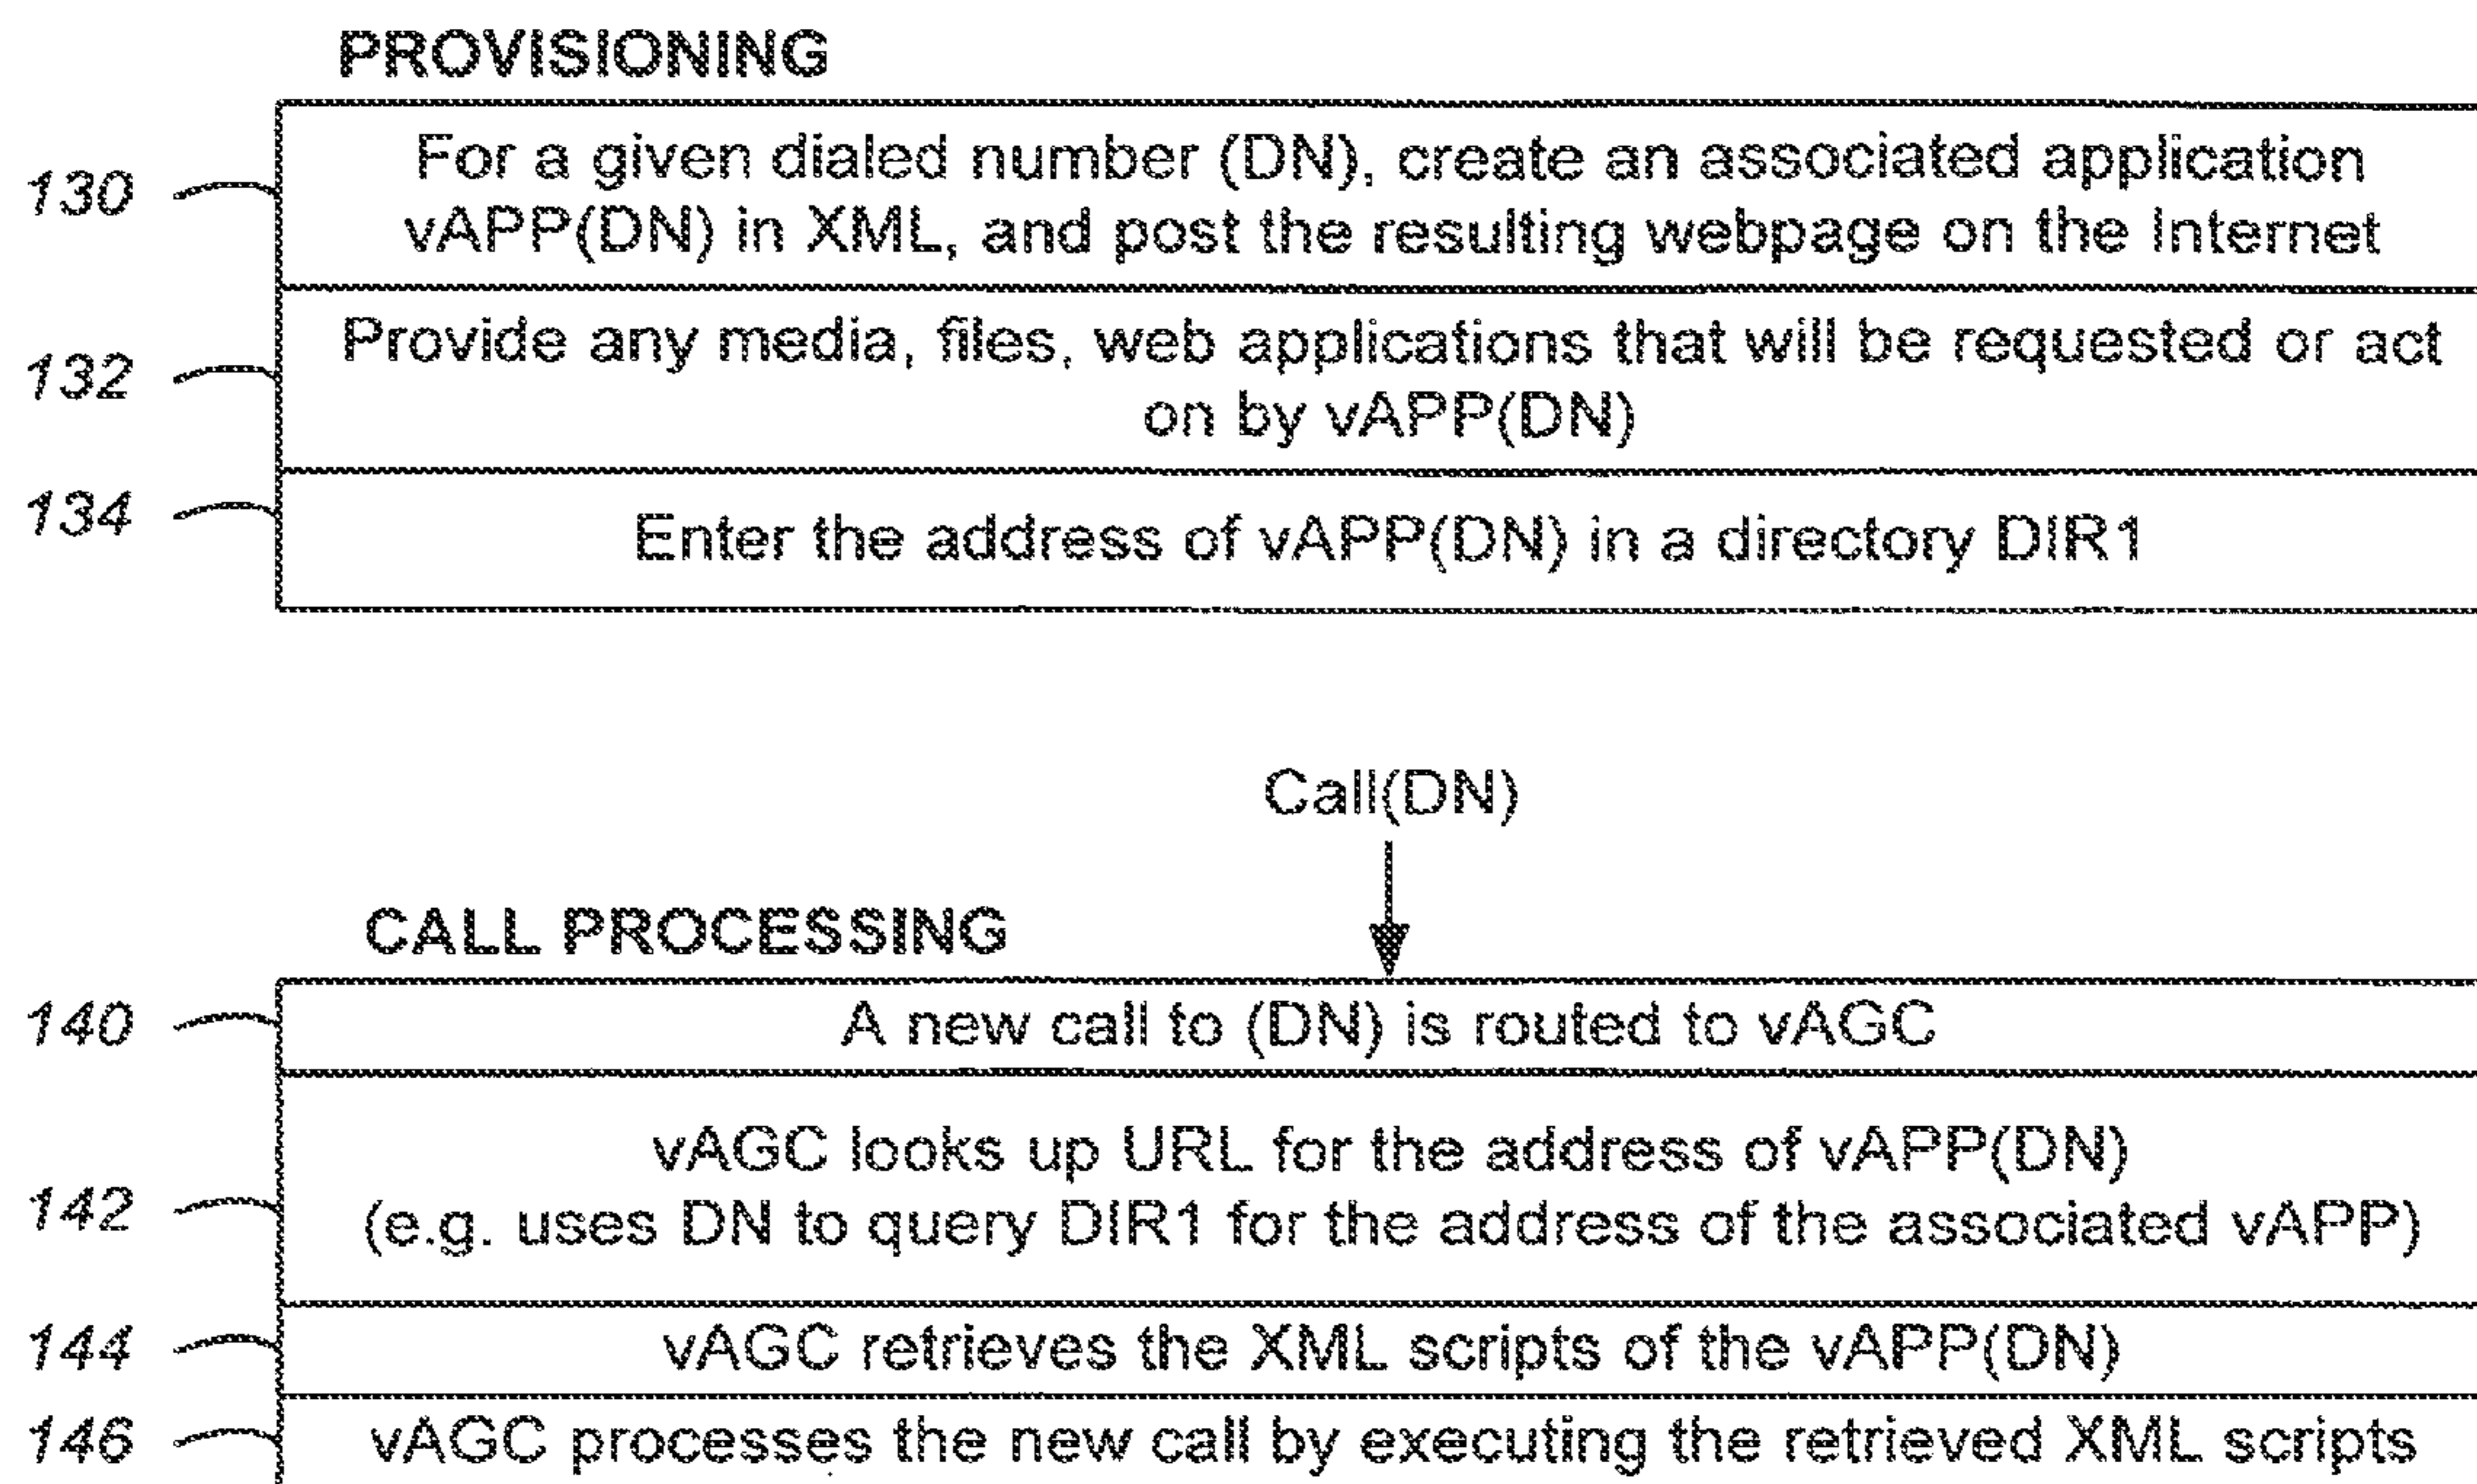 PROVISIONING
130
For a given dialed number (DN), create an associated application
vAPP(DN) in XML, and post the resulting webpage on the Internet
132
Provide any media, files, web applications that will be requested or act
on by vAPP(DN)
134
Enter the address of vAPP(DN) in a directory DIR1
Call(DN)
CALL PROCESSING
140
A new call to (DN) is routed to vAGC
142
vAGC looks up URL for the address of vAPP(DN)
(e.g. uses DN to query DIR1 for the address of the associated vAPP)
144
vAGC retrieves the XML scripts of the vAPP(DN)
146
vAGC processes the new call by executing the retrieved XML scripts